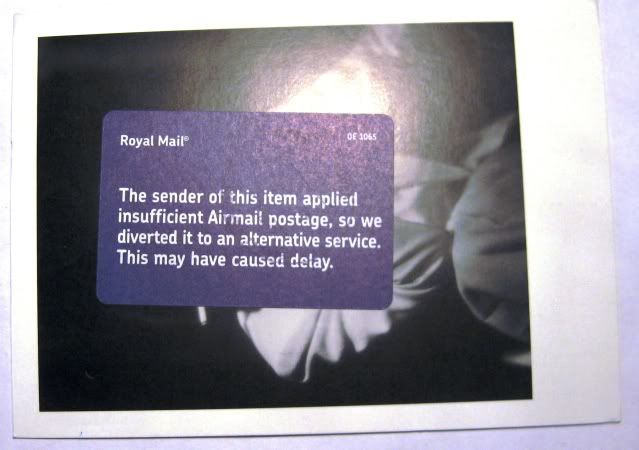 Royal Mail©
OE 1065
The sender of this item applied
insufficient Airmail postage, so we
diverted it to an alternative service.
This may have caused delay.